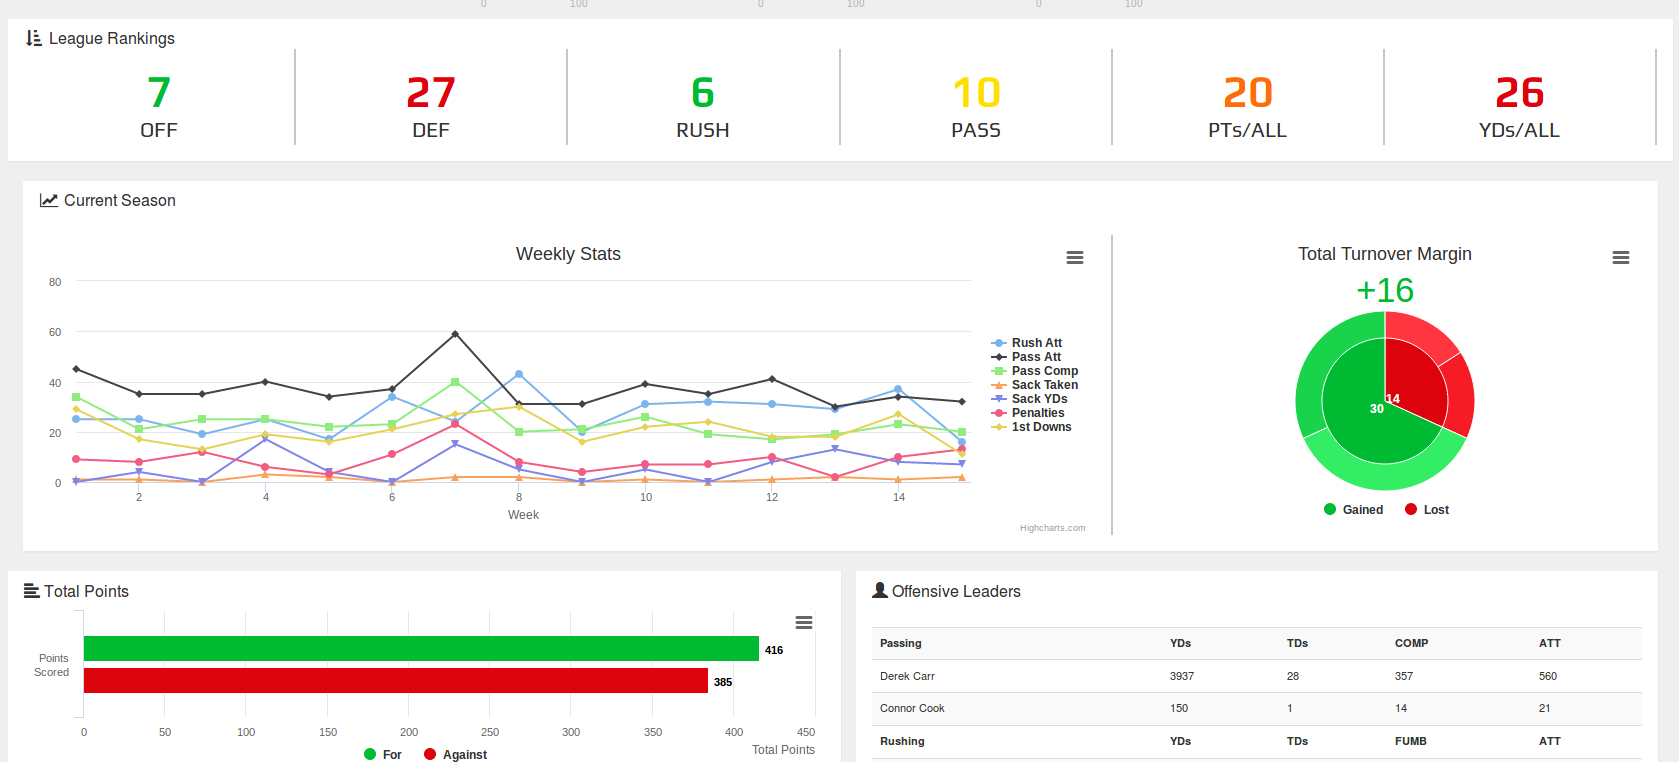 0 100 0 100 0 100
League Rankings
7 27 6 10 20 26
OFF DEF RUSH PASS PTs/ALL YDs/ALL
Current Season
Weekly Stats
80
60
40
20
0
2 4 6 8 10 12 14
Week
Rush Att
Pass Att
Pass Comp
Sack Taken
Sack YDs
Penalties
1st Downs
Highcharts.com
Total Turnover Margin
+16
14
30
Gained Lost
Total Points
Points
Scored
416
385
0 50 100 150 200 250 300 350 400 450
Total Points
For Against
Offensive Leaders
Passing YDs TDs COMP ATT
Derek Carr 3937 28 357 560
Connor Cook 150 1 14 21
Rushing YDs TDs FUMB ATT